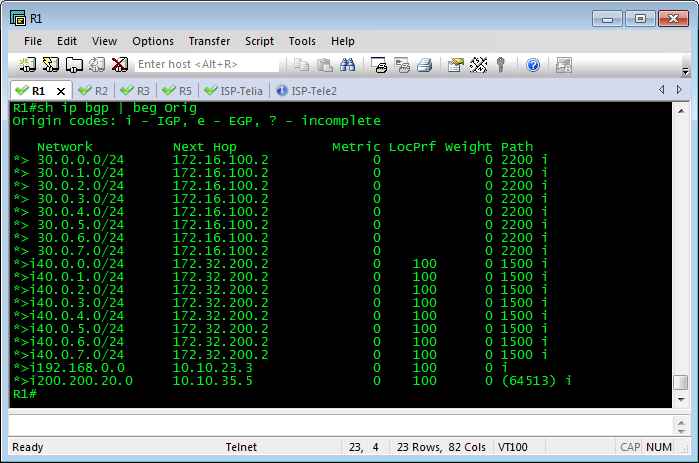 R1
File Edit View Options Transfer Script Tools Help
Enter host <Alt+R>
R1 R2 R3 R5 ISP-Telia ISP-Tele2
R1#sh ip bgp | beg Orig
Origin codes: i - IGP, e - EGP, ? - incomplete
Network Next Hop Metric LocPrf Weight Path
*> 30.0.0.0/24 172.16.100.2 0 0 2200 i
*> 30.0.1.0/24 172.16.100.2 0 0 2200 i
*> 30.0.2.0/24 172.16.100.2 0 0 2200 i
*> 30.0.3.0/24 172.16.100.2 0 0 2200 i
*> 30.0.4.0/24 172.16.100.2 0 0 2200 i
*> 30.0.5.0/24 172.16.100.2 0 0 2200 i
*> 30.0.6.0/24 172.16.100.2 0 0 2200 i
*> 30.0.7.0/24 172.16.100.2 0 0 2200 i
*>i40.0.0.0/24 172.32.200.2 0 100 0 1500 i
*>i40.0.1.0/24 172.32.200.2 0 100 0 1500 i
*>i40.0.2.0/24 172.32.200.2 0 100 0 1500 i
*>i40.0.3.0/24 172.32.200.2 0 100 0 1500 i
*>i40.0.4.0/24 172.32.200.2 0 100 0 1500 i
*>i40.0.5.0/24 172.32.200.2 0 100 0 1500 i
*>i40.0.6.0/24 172.32.200.2 0 100 0 1500 i
*>i40.0.7.0/24 172.32.200.2 0 100 0 1500 i
*>i192.168.0.0 10.10.23.3 0 100 0 i
*>i200.200.20.0 10.10.35.5 0 100 0 (64513) i
R1#
Ready Telnet 23, 4 23 Rows, 82 Cols VT100 CAP NUM